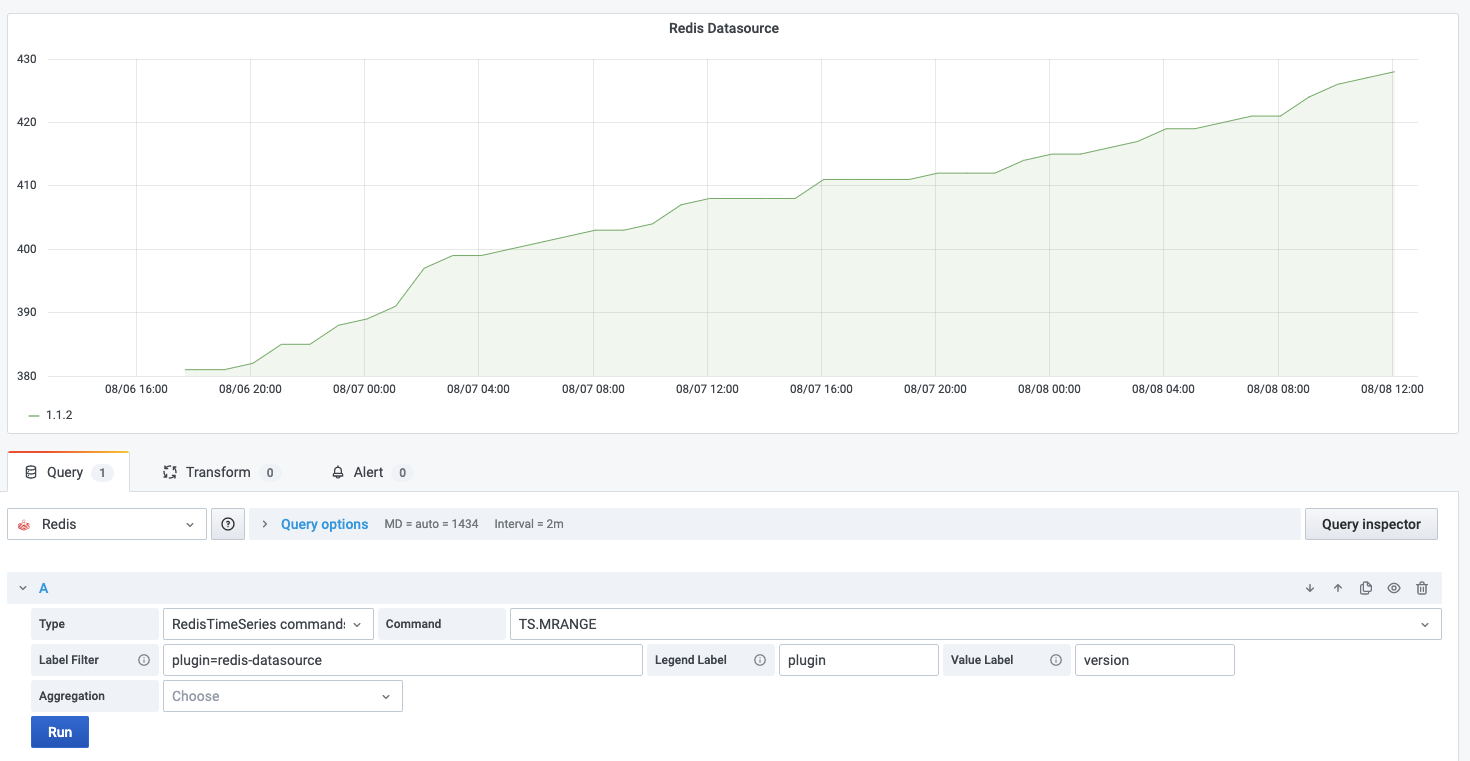 Redis Datasource
430
420
410
400
390
380
08/06 16:00 08/06 20:00 08/07 00:00 08/07 04:00 08/07 08:00 08/07 12:00 08/07 16:00 08/07 20:00 08/08 00:00 08/08 04:00 08/08 08:00 08/08 12:00
1.1.2
Query 1 Transform 0 Alert 0
Redis Query options MD = auto = 1434 Interval = 2m Query inspector
A
Type RedisTimeSeries commands Command TS.MRANGE
Label Filter plugin=redis-datasource Legend Label plugin Value Label version
Aggregation Choose
Run